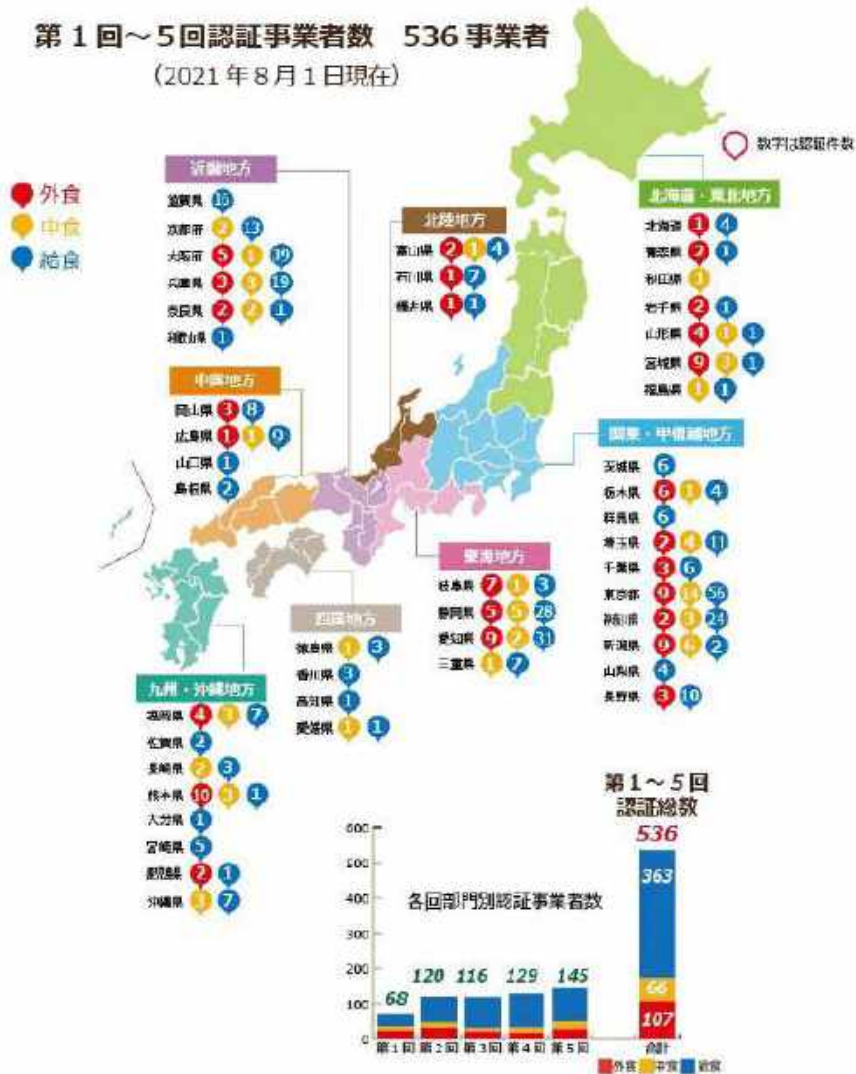 第1回～5回認証事業者数　536事業者
（2021年8月1日現在）
数字は認証件数
外食
中食
給食
近畿地方
滋賀県
京都府 2 13
大阪府 5 1
兵庫県 3 3 19
奈良県 2 2 1
和歌山県 1
北陸地方
富山県 2 1 4
石川県 1 7
福井県 1 1
北海道・東北地方
北海道 1 4
青森県 1
秋田県
岩手県 2 1
山形県 4 1 1
宮城県 9 1
福島県 1 1
中国地方
岡山県 3 8
広島県 1 1 9
山口県 1
島根県 2
関東・甲信越地方
茨城県 6
栃木県 6 1 4
群馬県 6
埼玉県 2 4 11
千葉県 3 6
東京都 9 14 56
神奈川県 2 3 24
新潟県 9 6 2
山梨県 4
長野県 3 10
東海地方
岐阜県 7 1 3
静岡県 5 5 28
愛知県 9 2 31
三重県 1 7
四国地方
徳島県 1 3
香川県 3
高知県 1
愛媛県 1 1
九州・沖縄地方
福岡県 4 3 7
佐賀県 2
長崎県 2 3
熊本県 10 3 1
大分県 1
宮崎県 5
鹿児島県 2 1
沖縄県 3 7
第1～5回
認証総数
536
363
66
107
各回部門別認証事業者数
600
500
400
300
200
100
0
68
120
116
129
145
第1回 第2回 第3回 第4回 第5回 合計
外食 中食 給食